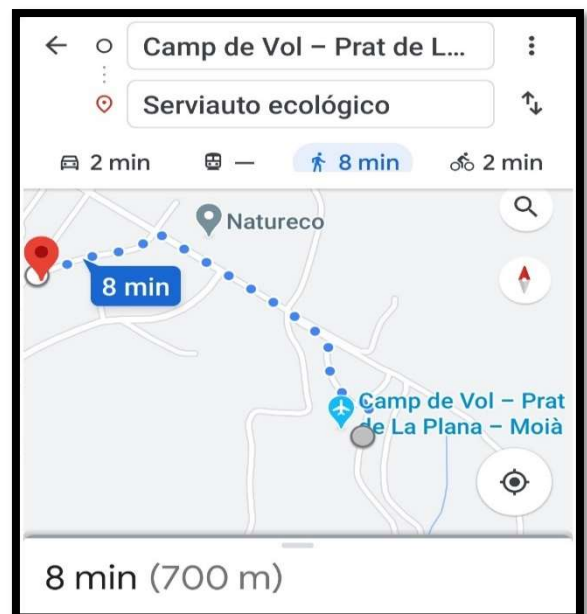 Camp de Vol – Prat de L...
Serviauto ecológico
2 min — 8 min 2 min
Natureco
8 min
Camp de Vol – Prat
de La Plana – Moià
8 min (700 m)